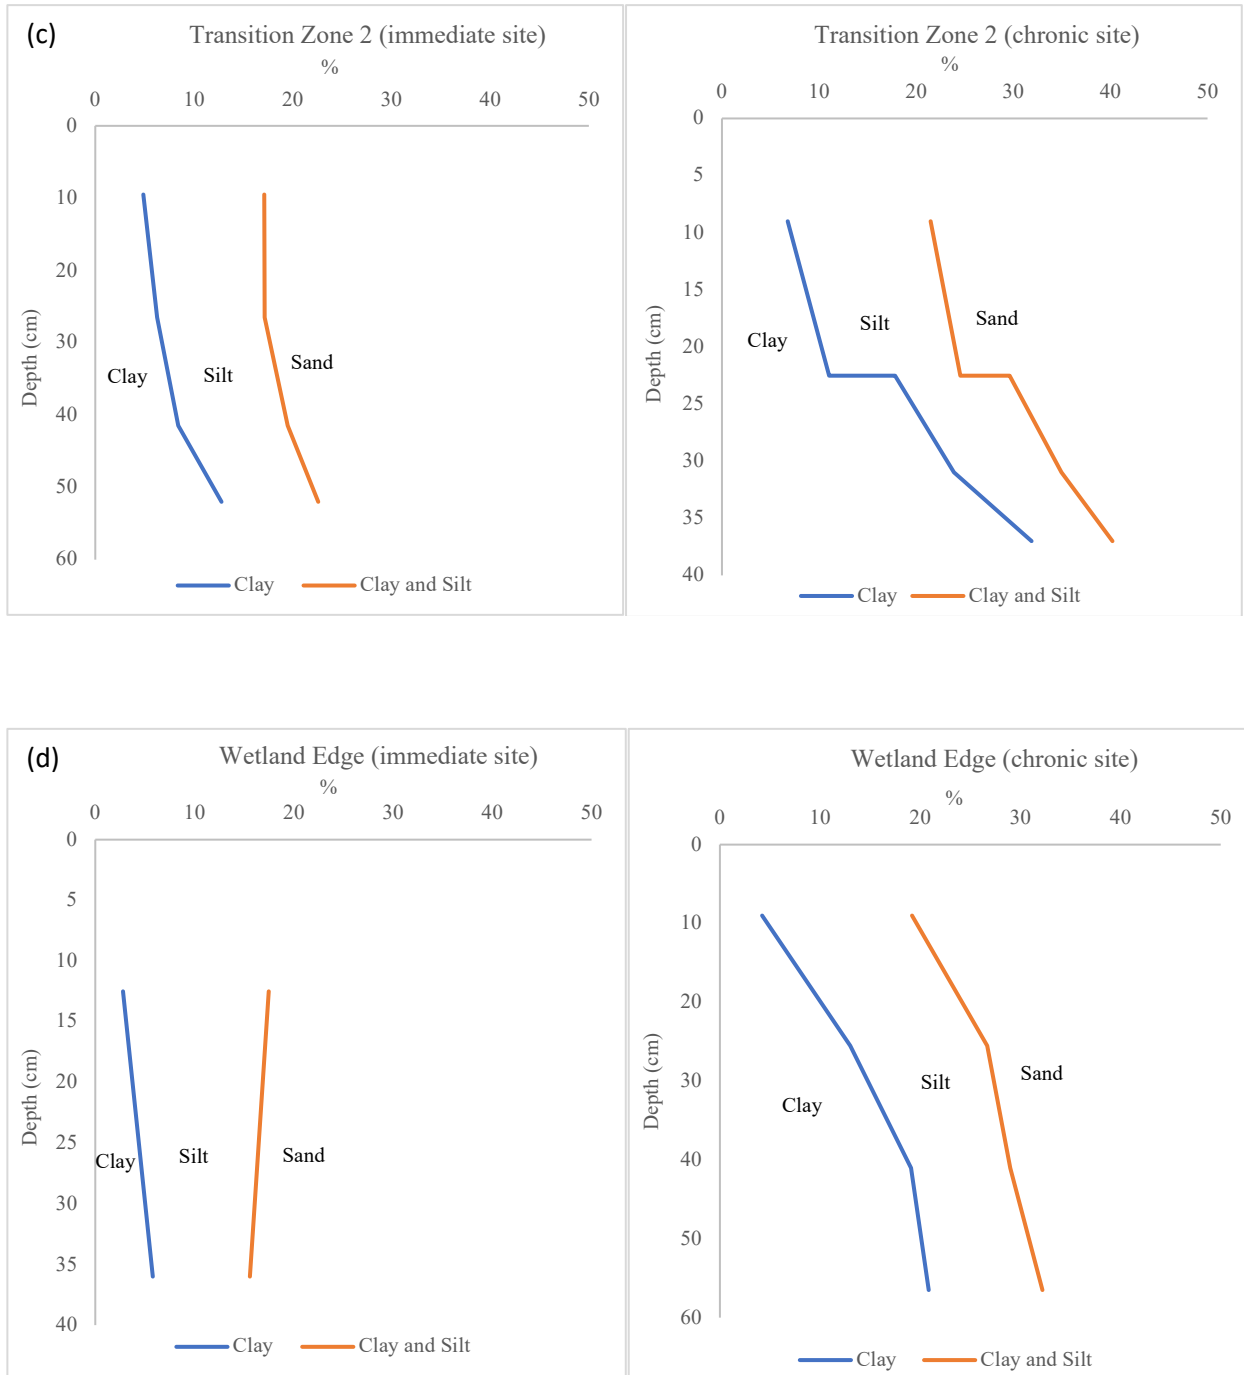 (c)
Transition Zone 2 (immediate site)
%
0 10 20 30 40 50
0
10
20
30
40
50
60
Depth (cm)
Clay
Silt
Sand
Clay Clay and Silt
Transition Zone 2 (chronic site)
%
0 10 20 30 40 50
0
5
10
15
20
25
30
35
40
Depth (cm)
Clay
Silt
Sand
Clay Clay and Silt
(d)
Wetland Edge (immediate site)
%
0 10 20 30 40 50
0
5
10
15
20
25
30
35
40
Depth (cm)
Clay
Silt
Sand
Clay Clay and Silt
Wetland Edge (chronic site)
%
0 10 20 30 40 50
0
10
20
30
40
50
60
Depth (cm)
Clay
Silt
Sand
Clay Clay and Silt